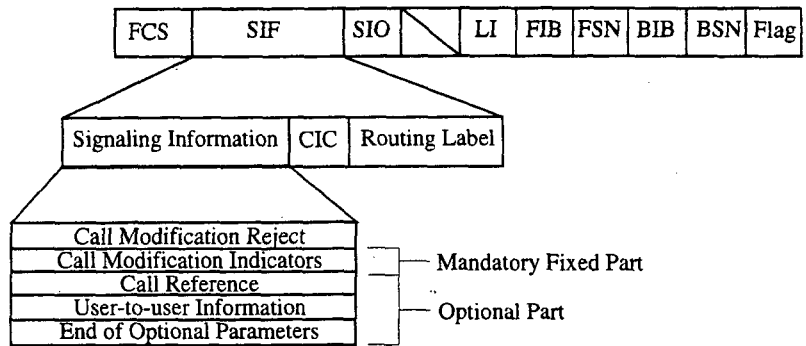 FCS SIF SIO LI FIB FSN BIB BSN Flag
Signaling Information CIC Routing Label
Call Modification Reject
Call Modification Indicators
Mandatory Fixed Part
Call Reference
User-to-user Information
Optional Part
End of Optional Parameters